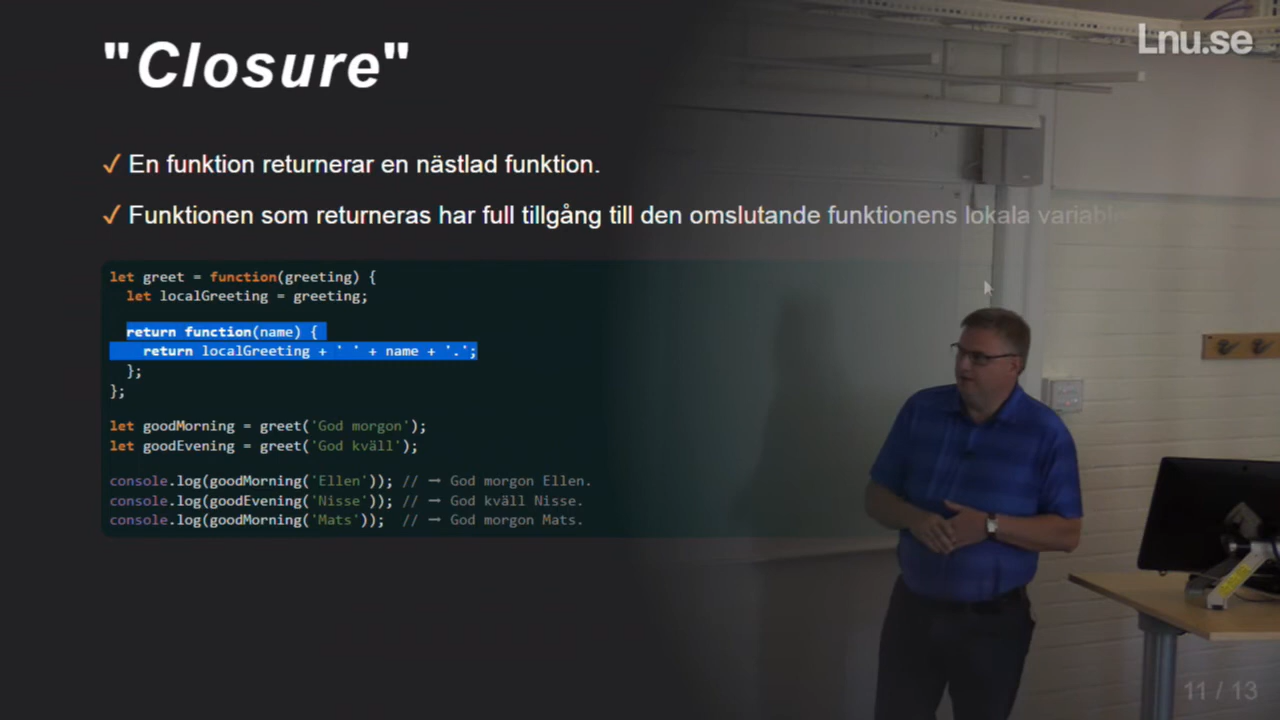 "Closure"
Lnu.se
✓ En funktion returnerar en nästlad funktion.
✓ Funktionen som returneras har full tillgång till den omslutande funktionens lokala
let greet = function(greeting) {
  let localGreeting = greeting;
  return function(name) {
    return localGreeting + ' ' + name + '.';
  };
};
let goodMorning = greet('God morgon');
let goodEvening = greet('God kväll');
console.log(goodMorning('Ellen')); // → God morgon Ellen.
console.log(goodEvening('Nisse')); // → God kväll Nisse.
console.log(goodMorning('Mats'));  // → God morgon Mats.
11 / 13